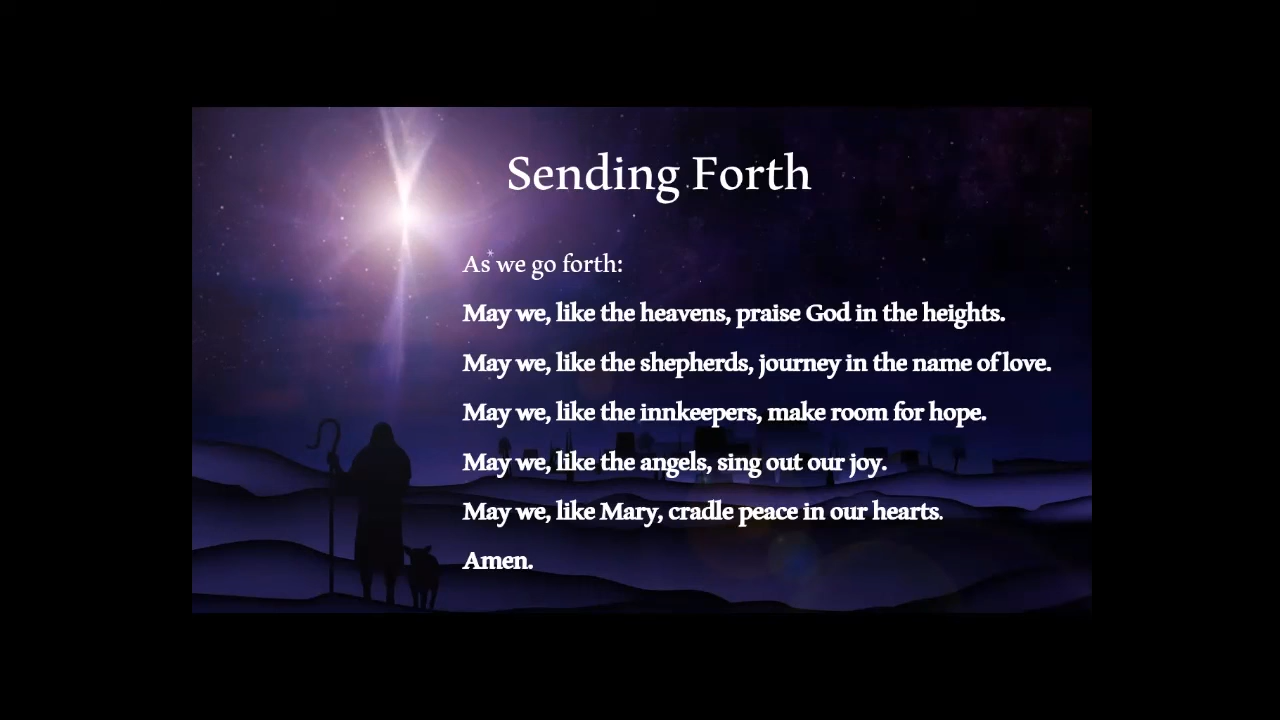 Sending Forth
As we go forth:
May we, like the heavens, praise God in the heights.
May we, like the shepherds, journey in the name of love.
May we, like the innkeepers, make room for hope.
May we, like the angels, sing out our joy.
May we, like Mary, cradle peace in our hearts.
Amen.